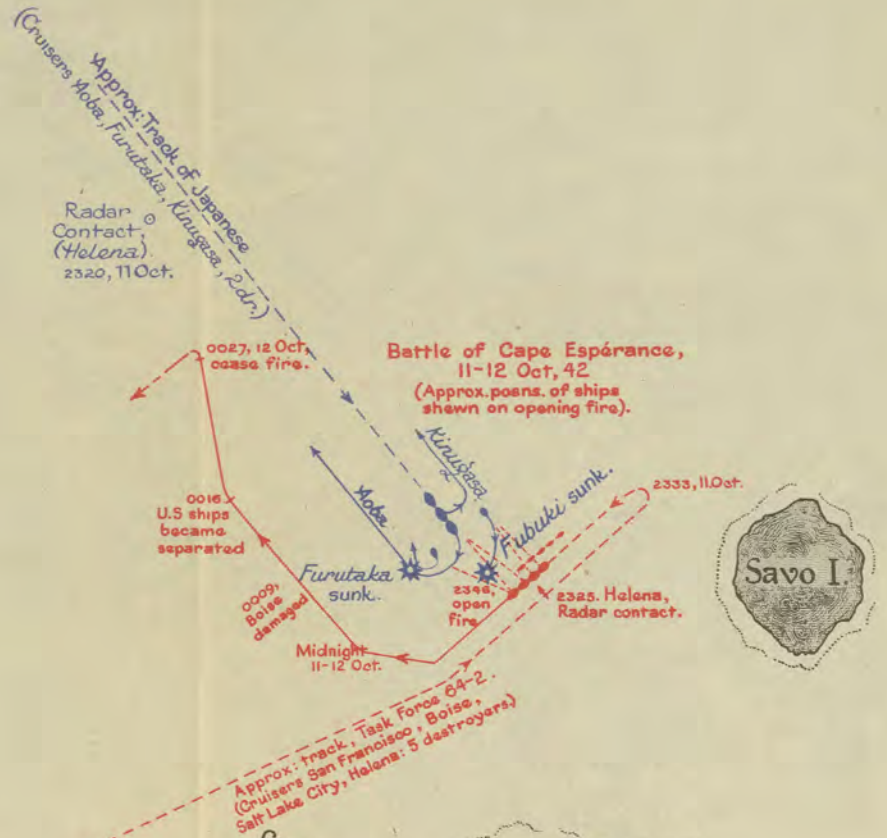 (Cruisers Aoba, Furutaka, Kinugasa, 2 dr.)
Approx: Track of Japanese
Radar
Contact,
(Helena)
2320, 11 Oct.
0027, 12 Oct,
cease fire.
Battle of Cape Espérance,
11-12 Oct, 42
(Approx. posns. of ships
shewn on opening fire).
Kinugasa
Aoba
Fubuki sunk.
2333, 11. Oct.
0016
U.S ships
became
separated
Savo I.
Furutaka
sunk.
2346,
open
fire
2325. Helena,
Radar contact.
0009,
Boise
damaged
Midnight
11-12 Oct.
Approx: track, Task Force 64-2.
(Cruisers San Francisco, Boise,
Salt Lake City, Helena: 5 destroyers.)